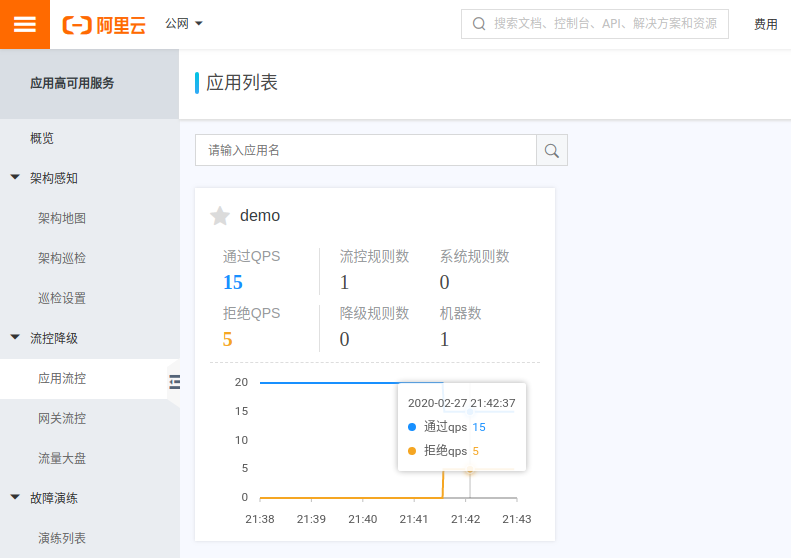 阿里云 公网 搜索文档、控制台、API、解决方案和资源 费用
应用高可用服务
概览
架构感知
架构地图
架构巡检
巡检设置
流控降级
应用流控
网关流控
流量大盘
故障演练
演练列表
应用列表
请输入应用名
demo
通过QPS 流控规则数 系统规则数
15 1 0
拒绝QPS 降级规则数 机器数
5 0 1
20
15
10
5
0
21:38 21:39 21:40 21:41 21:42 21:43
2020-02-27 21:42:37
通过qps 15
拒绝qps 5